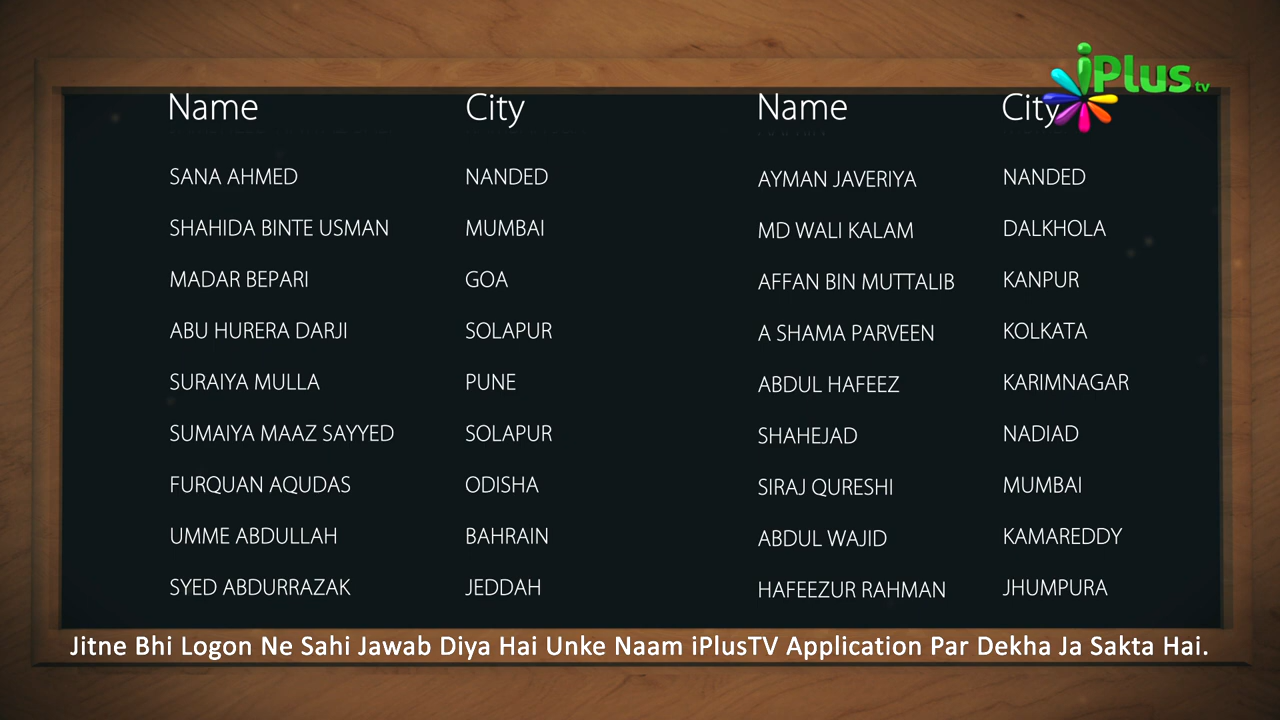 iPlus tv
Name City Name City
SANA AHMED NANDED AYMAN JAVERIYA NANDED
SHAHIDA BINTE USMAN MUMBAI MD WALI KALAM DALKHOLA
MADAR BEPARI GOA AFFAN BIN MUTTALIB KANPUR
ABU HURERA DARJI SOLAPUR A SHAMA PARVEEN KOLKATA
SURAIYA MULLA PUNE ABDUL HAFEEZ KARIMNAGAR
SUMAIYA MAAZ SAYYED SOLAPUR SHAHEJAD NADIAD
FURQUAN AQUDAS ODISHA SIRAJ QURESHI MUMBAI
UMME ABDULLAH BAHRAIN ABDUL WAJID KAMAREDDY
SYED ABDURRAZAK JEDDAH HAFEEZUR RAHMAN JHUMPURA
Jitne Bhi Logon Ne Sahi Jawab Diya Hai Unke Naam iPlusTV Application Par Dekha Ja Sakta Hai.